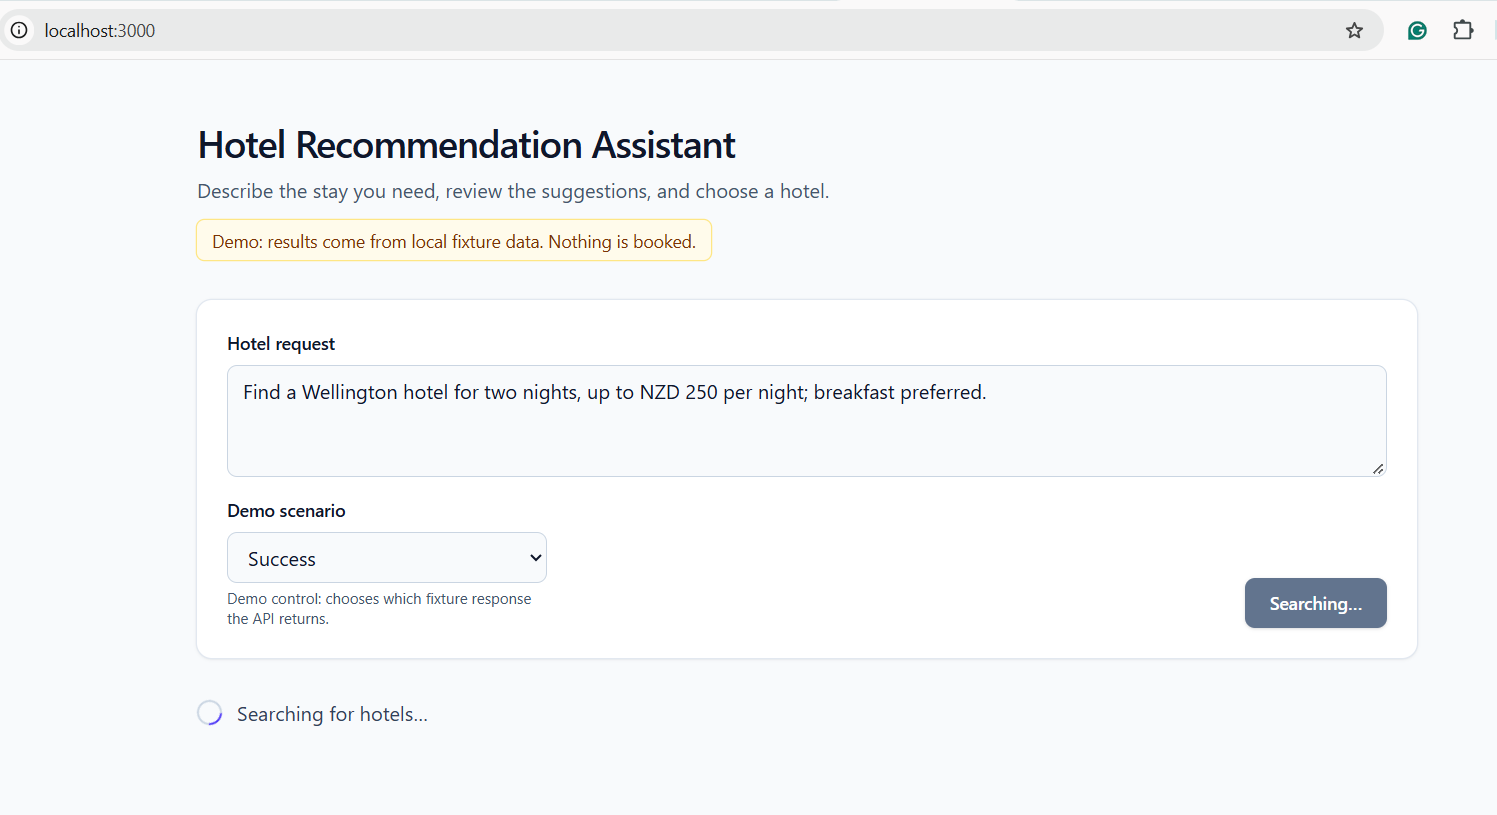 localhost:3000
Hotel Recommendation Assistant
Describe the stay you need, review the suggestions, and choose a hotel.
Demo: results come from local fixture data. Nothing is booked.
Hotel request
Find a Wellington hotel for two nights, up to NZD 250 per night; breakfast preferred.
Demo scenario
Success
Demo control: chooses which fixture response
the API returns.
Searching...
Searching for hotels...